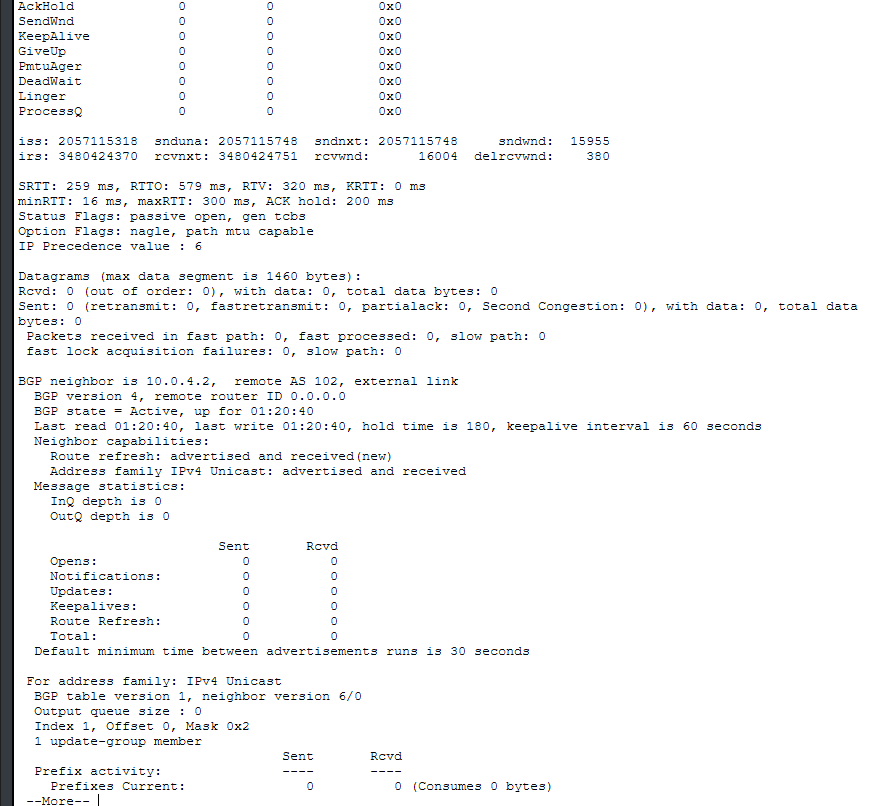 AckHold 0 0 0x0
SendWnd 0 0 0x0
KeepAlive 0 0 0x0
GiveUp 0 0 0x0
PmtuAger 0 0 0x0
DeadWait 0 0 0x0
Linger 0 0 0x0
ProcessQ 0 0 0x0
iss: 2057115318 snduna: 2057115748 sndnxt: 2057115748 sndwnd: 15955
irs: 3480424370 rcvnxt: 3480424751 rcvwnd: 16004 delrcvwnd: 380
SRTT: 259 ms, RTTO: 579 ms, RTV: 320 ms, KRTT: 0 ms
minRTT: 16 ms, maxRTT: 300 ms, ACK hold: 200 ms
Status Flags: passive open, gen tcbs
Option Flags: nagle, path mtu capable
IP Precedence value : 6
Datagrams (max data segment is 1460 bytes):
Rcvd: 0 (out of order: 0), with data: 0, total data bytes: 0
Sent: 0 (retransmit: 0, fastretransmit: 0, partialack: 0, Second Congestion: 0), with data: 0, total data
bytes: 0
Packets received in fast path: 0, fast processed: 0, slow path: 0
fast lock acquisition failures: 0, slow path: 0
BGP neighbor is 10.0.4.2, remote AS 102, external link
BGP version 4, remote router ID 0.0.0.0
BGP state = Active, up for 01:20:40
Last read 01:20:40, last write 01:20:40, hold time is 180, keepalive interval is 60 seconds
Neighbor capabilities:
Route refresh: advertised and received(new)
Address family IPv4 Unicast: advertised and received
Message statistics:
InQ depth is 0
OutQ depth is 0
Sent Rcvd
Opens: 0 0
Notifications: 0 0
Updates: 0 0
Keepalives: 0 0
Route Refresh: 0 0
Total: 0 0
Default minimum time between advertisements runs is 30 seconds
For address family: IPv4 Unicast
BGP table version 1, neighbor version 6/0
Output queue size : 0
Index 1, Offset 0, Mask 0x2
1 update-group member
Sent Rcvd
Prefix activity: ---- ----
Prefixes Current: 0 0 (Consumes 0 bytes)
--More--